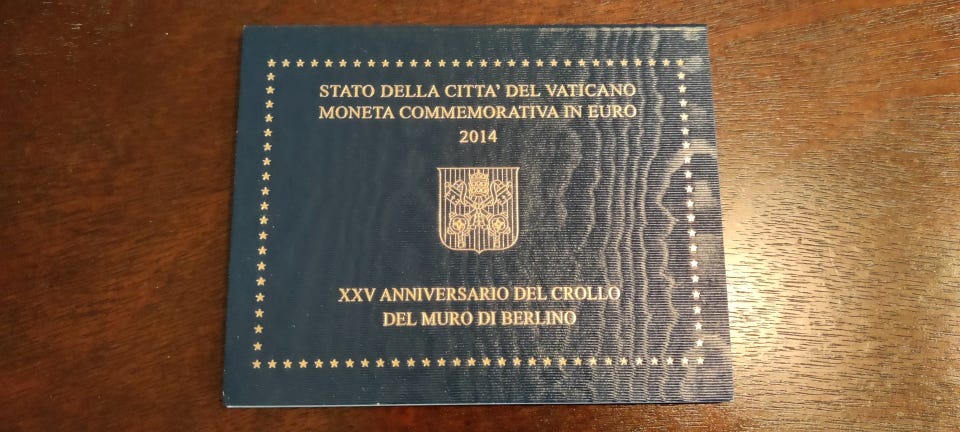 STATO DELLA CITTA' DEL VATICANO
MONETA COMMEMORATIVA IN EURO
2014
XXV ANNIVERSARIO DEL CROLLO
DEL MURO DI BERLINO